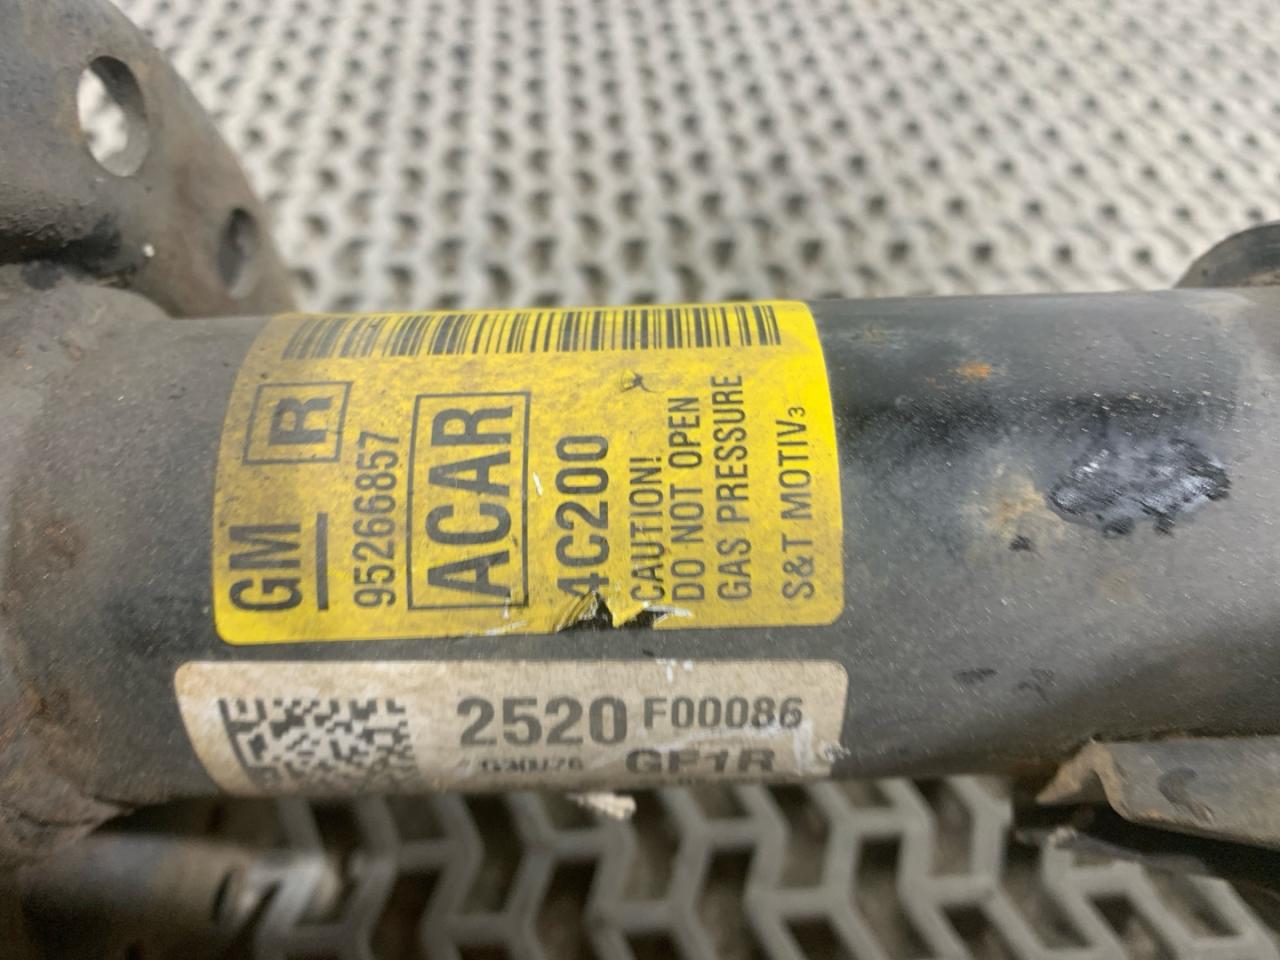 GM R
95266857
ACAR
4C200
CAUTION!
DO NOT OPEN
GAS PRESSURE
S&T MOTIV3
2520 F00086
GF1R